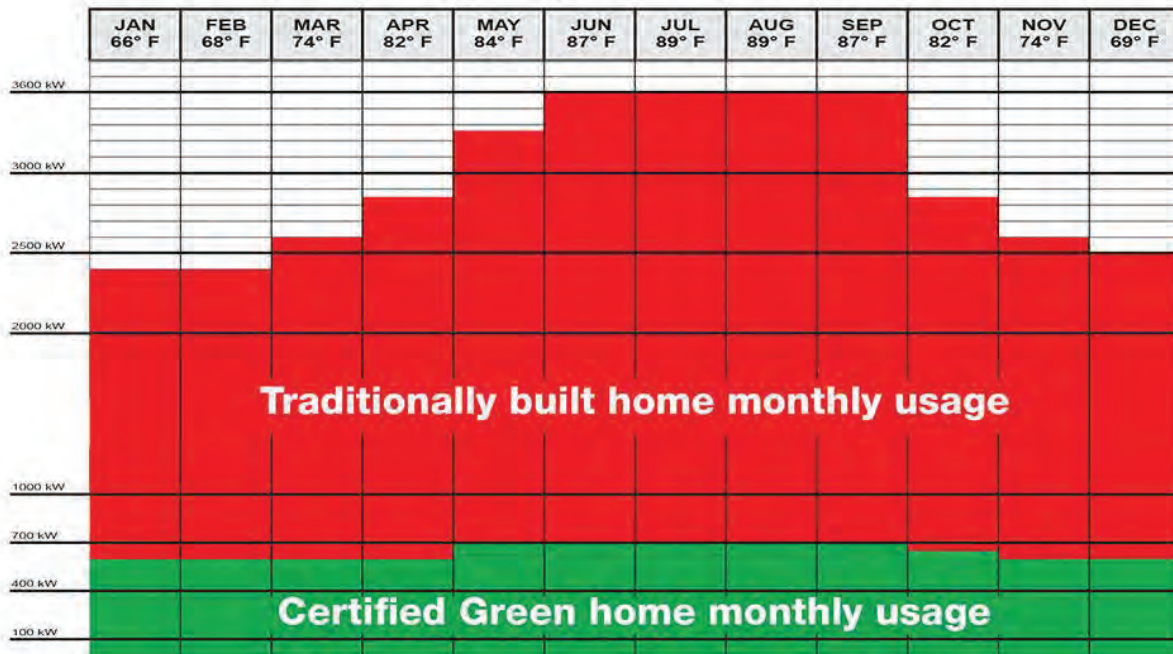 JAN FEB MAR APR MAY JUN JUL AUG SEP OCT NOV DEC
66° F 68° F 74° F 82° F 84° F 87° F 89° F 89° F 87° F 82° F 74° F 69° F
3600 kW
3000 kW
2500 kW
2000 kW
Traditionally built home monthly usage
1000 kW
700 kW
400 kW
Certified Green home monthly usage
100 kW